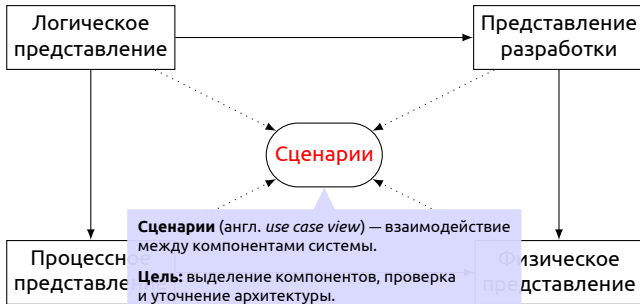 Логическое
представление
Представление
разработки
Сценарии
Сценарии (англ. use case view) — взаимодействие
между компонентами системы.
Цель: выделение компонентов, проверка
и уточнение архитектуры.
Процессное
представление
Физическое
представление